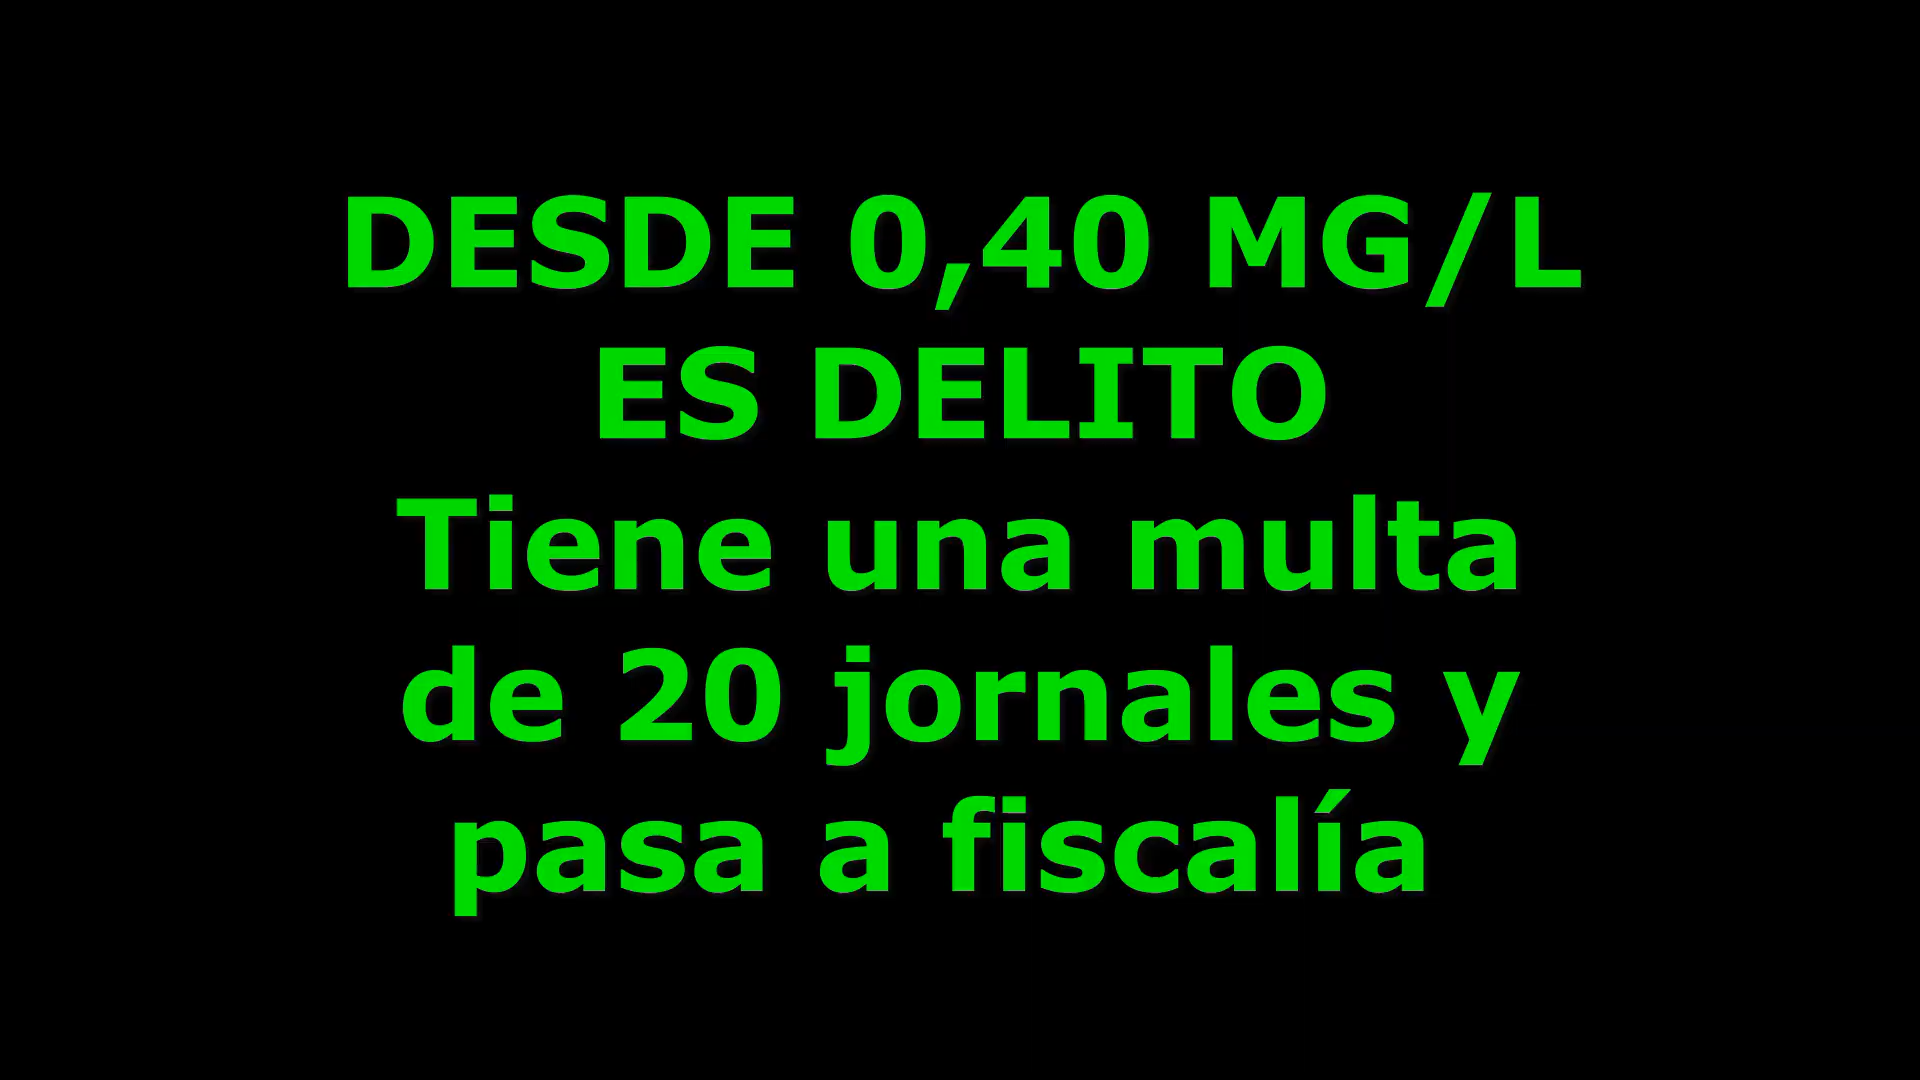 DESDE 0,40 MG/L
ES DELITO
Tiene una multa
de 20 jornales y
pasa a fiscalía